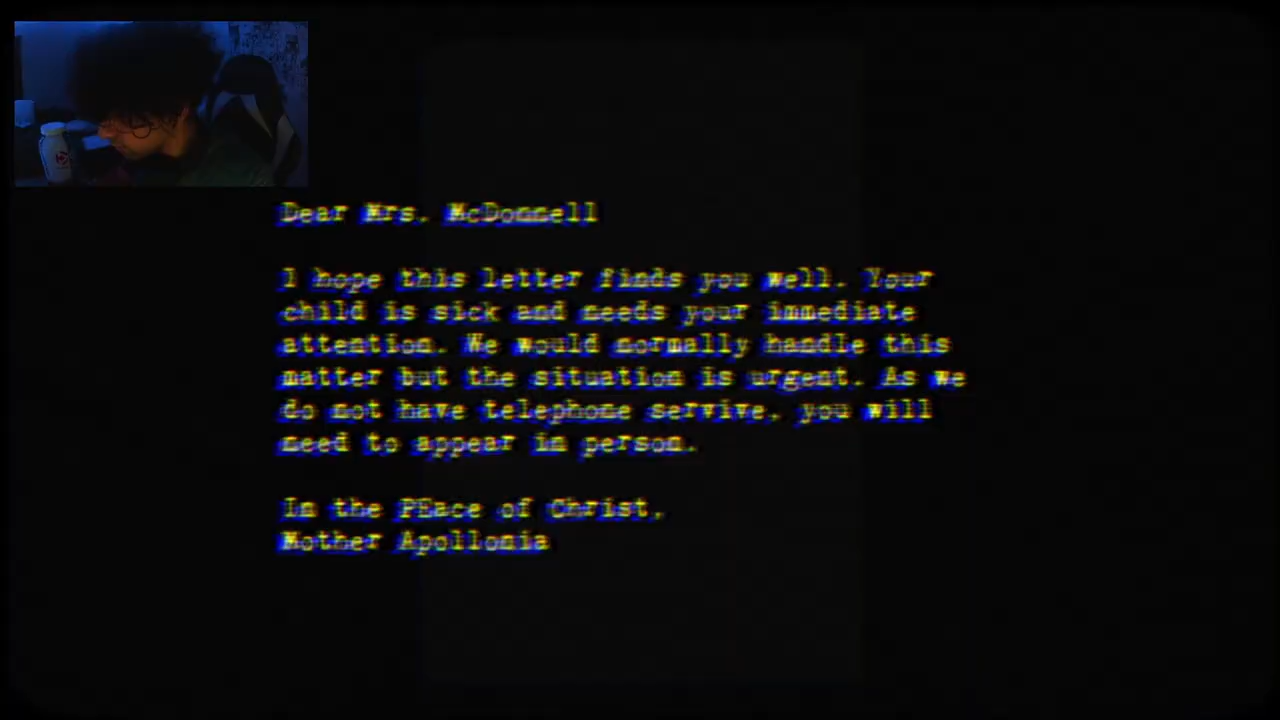 Dear Mrs. McDonnell
I hope this letter finds you well. Your
child is sick and needs your immediate
attention. We would normally handle this
matter but the situation is urgent. As we
do not have telephone servive, you will
need to appear in person.
In the PEace of Christ,
Mother Apollonia